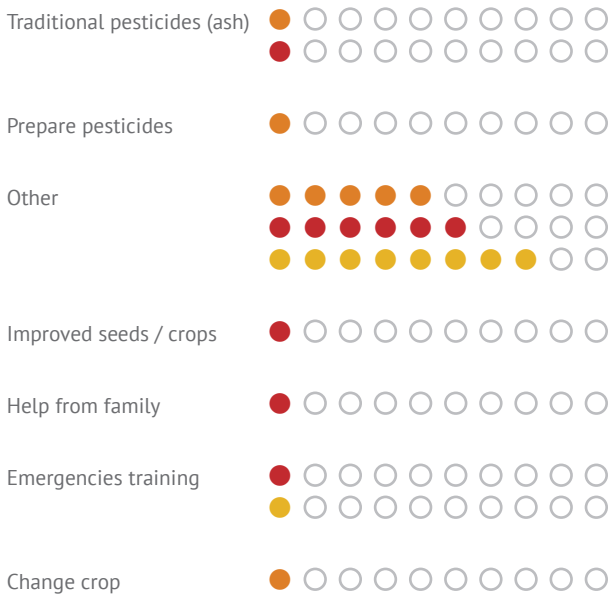 Traditional pesticides (ash)
Prepare pesticides
Other
Improved seeds / crops
Help from family
Emergencies training
Change crop